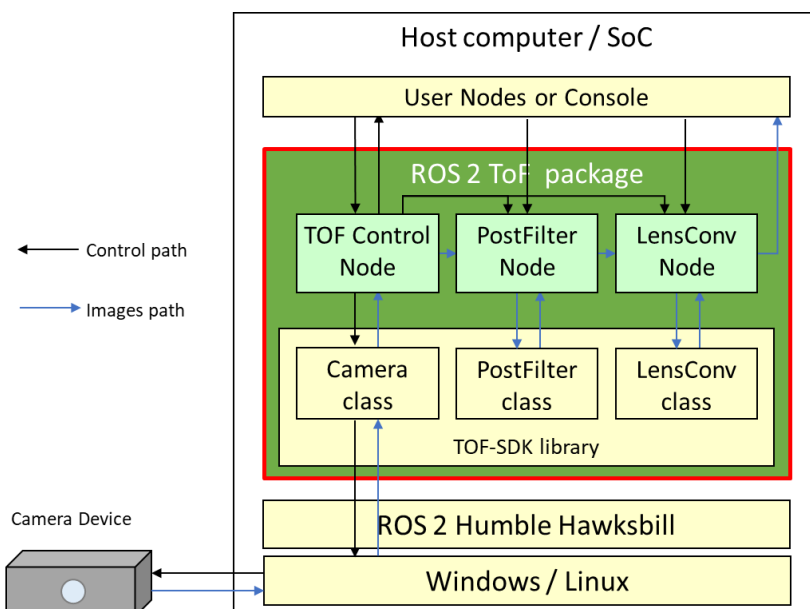 Host computer / SoC
User Nodes or Console
ROS 2 ToF package
TOF Control
Node
PostFilter
Node
LensConv
Node
Control path
Images path
Camera
class
PostFilter
class
LensConv
class
TOF-SDK library
ROS 2 Humble Hawksbill
Camera Device
Windows / Linux